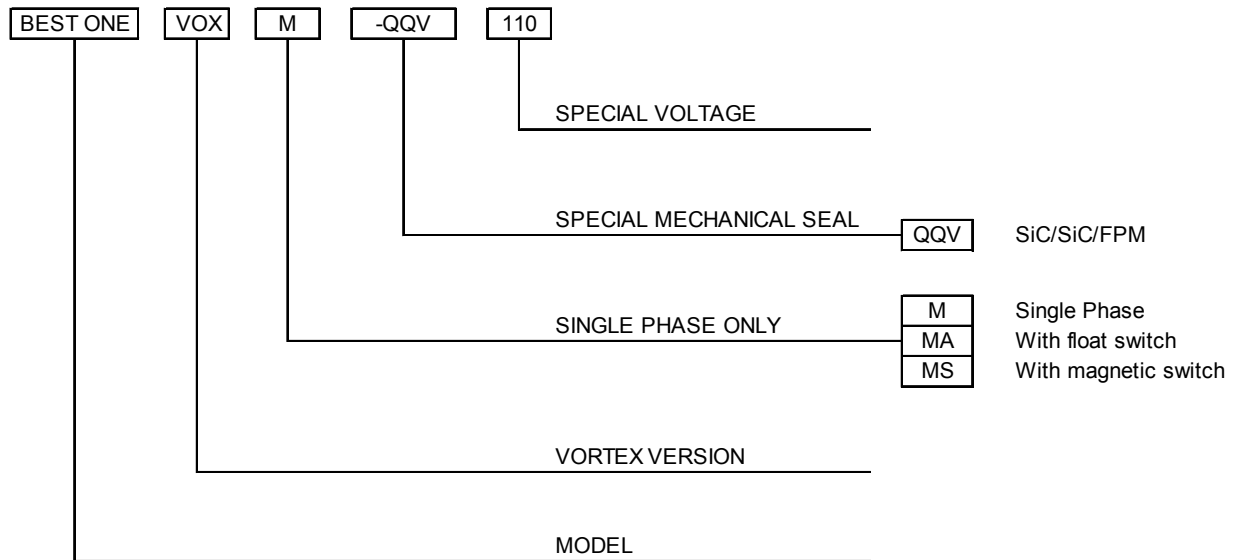 BEST ONE VOX M -QQV 110
SPECIAL VOLTAGE
SPECIAL MECHANICAL SEAL QQV SiC/SiC/FPM
M Single Phase
SINGLE PHASE ONLY MA With float switch
MS With magnetic switch
VORTEX VERSION
MODEL